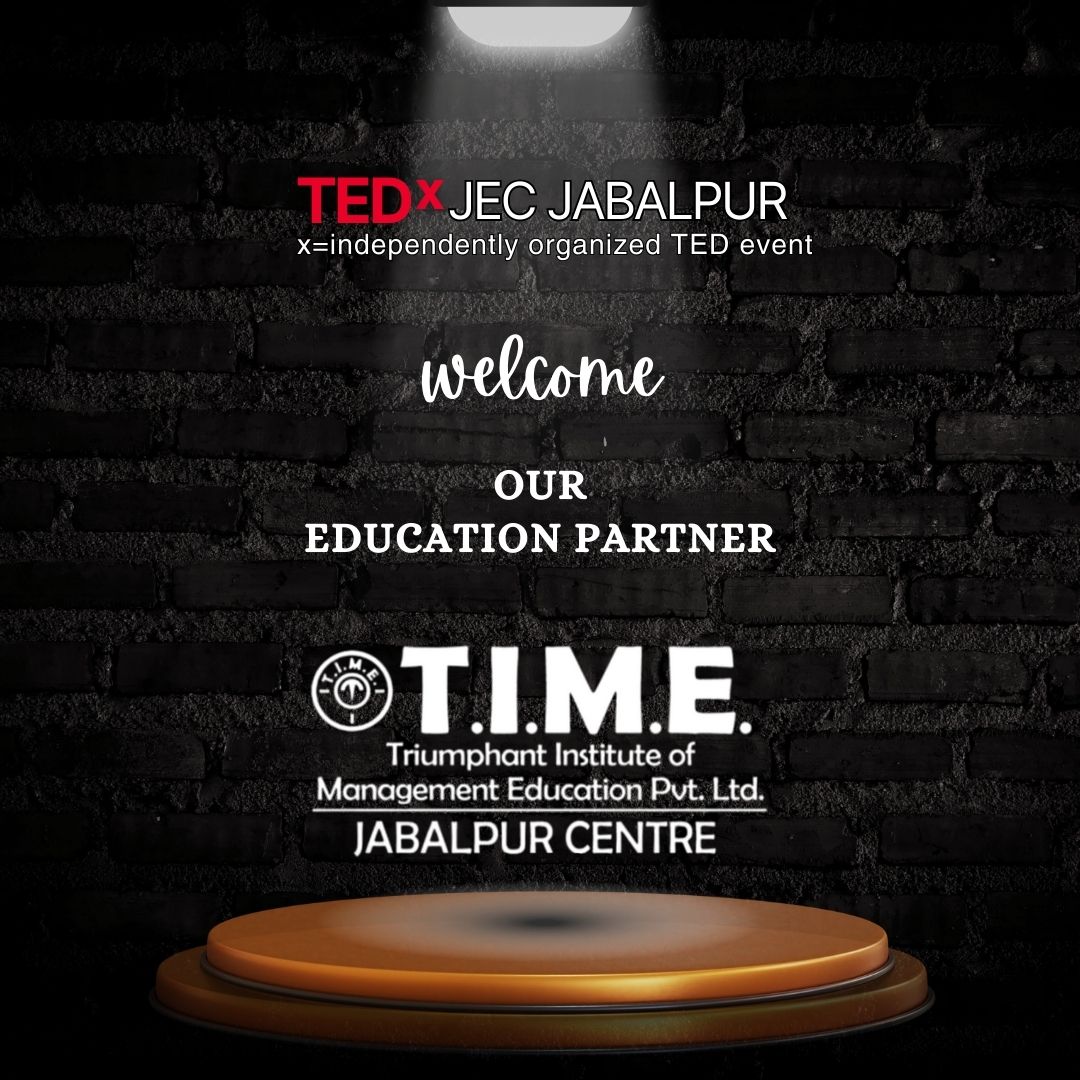 TEDx JEC JABALPUR
x=independently organized TED event
welcome
OUR
EDUCATION PARTNER
T.I.M.E.
T.I.M.E.
Triumphant Institute of
Management Education Pvt. Ltd.
JABALPUR CENTRE